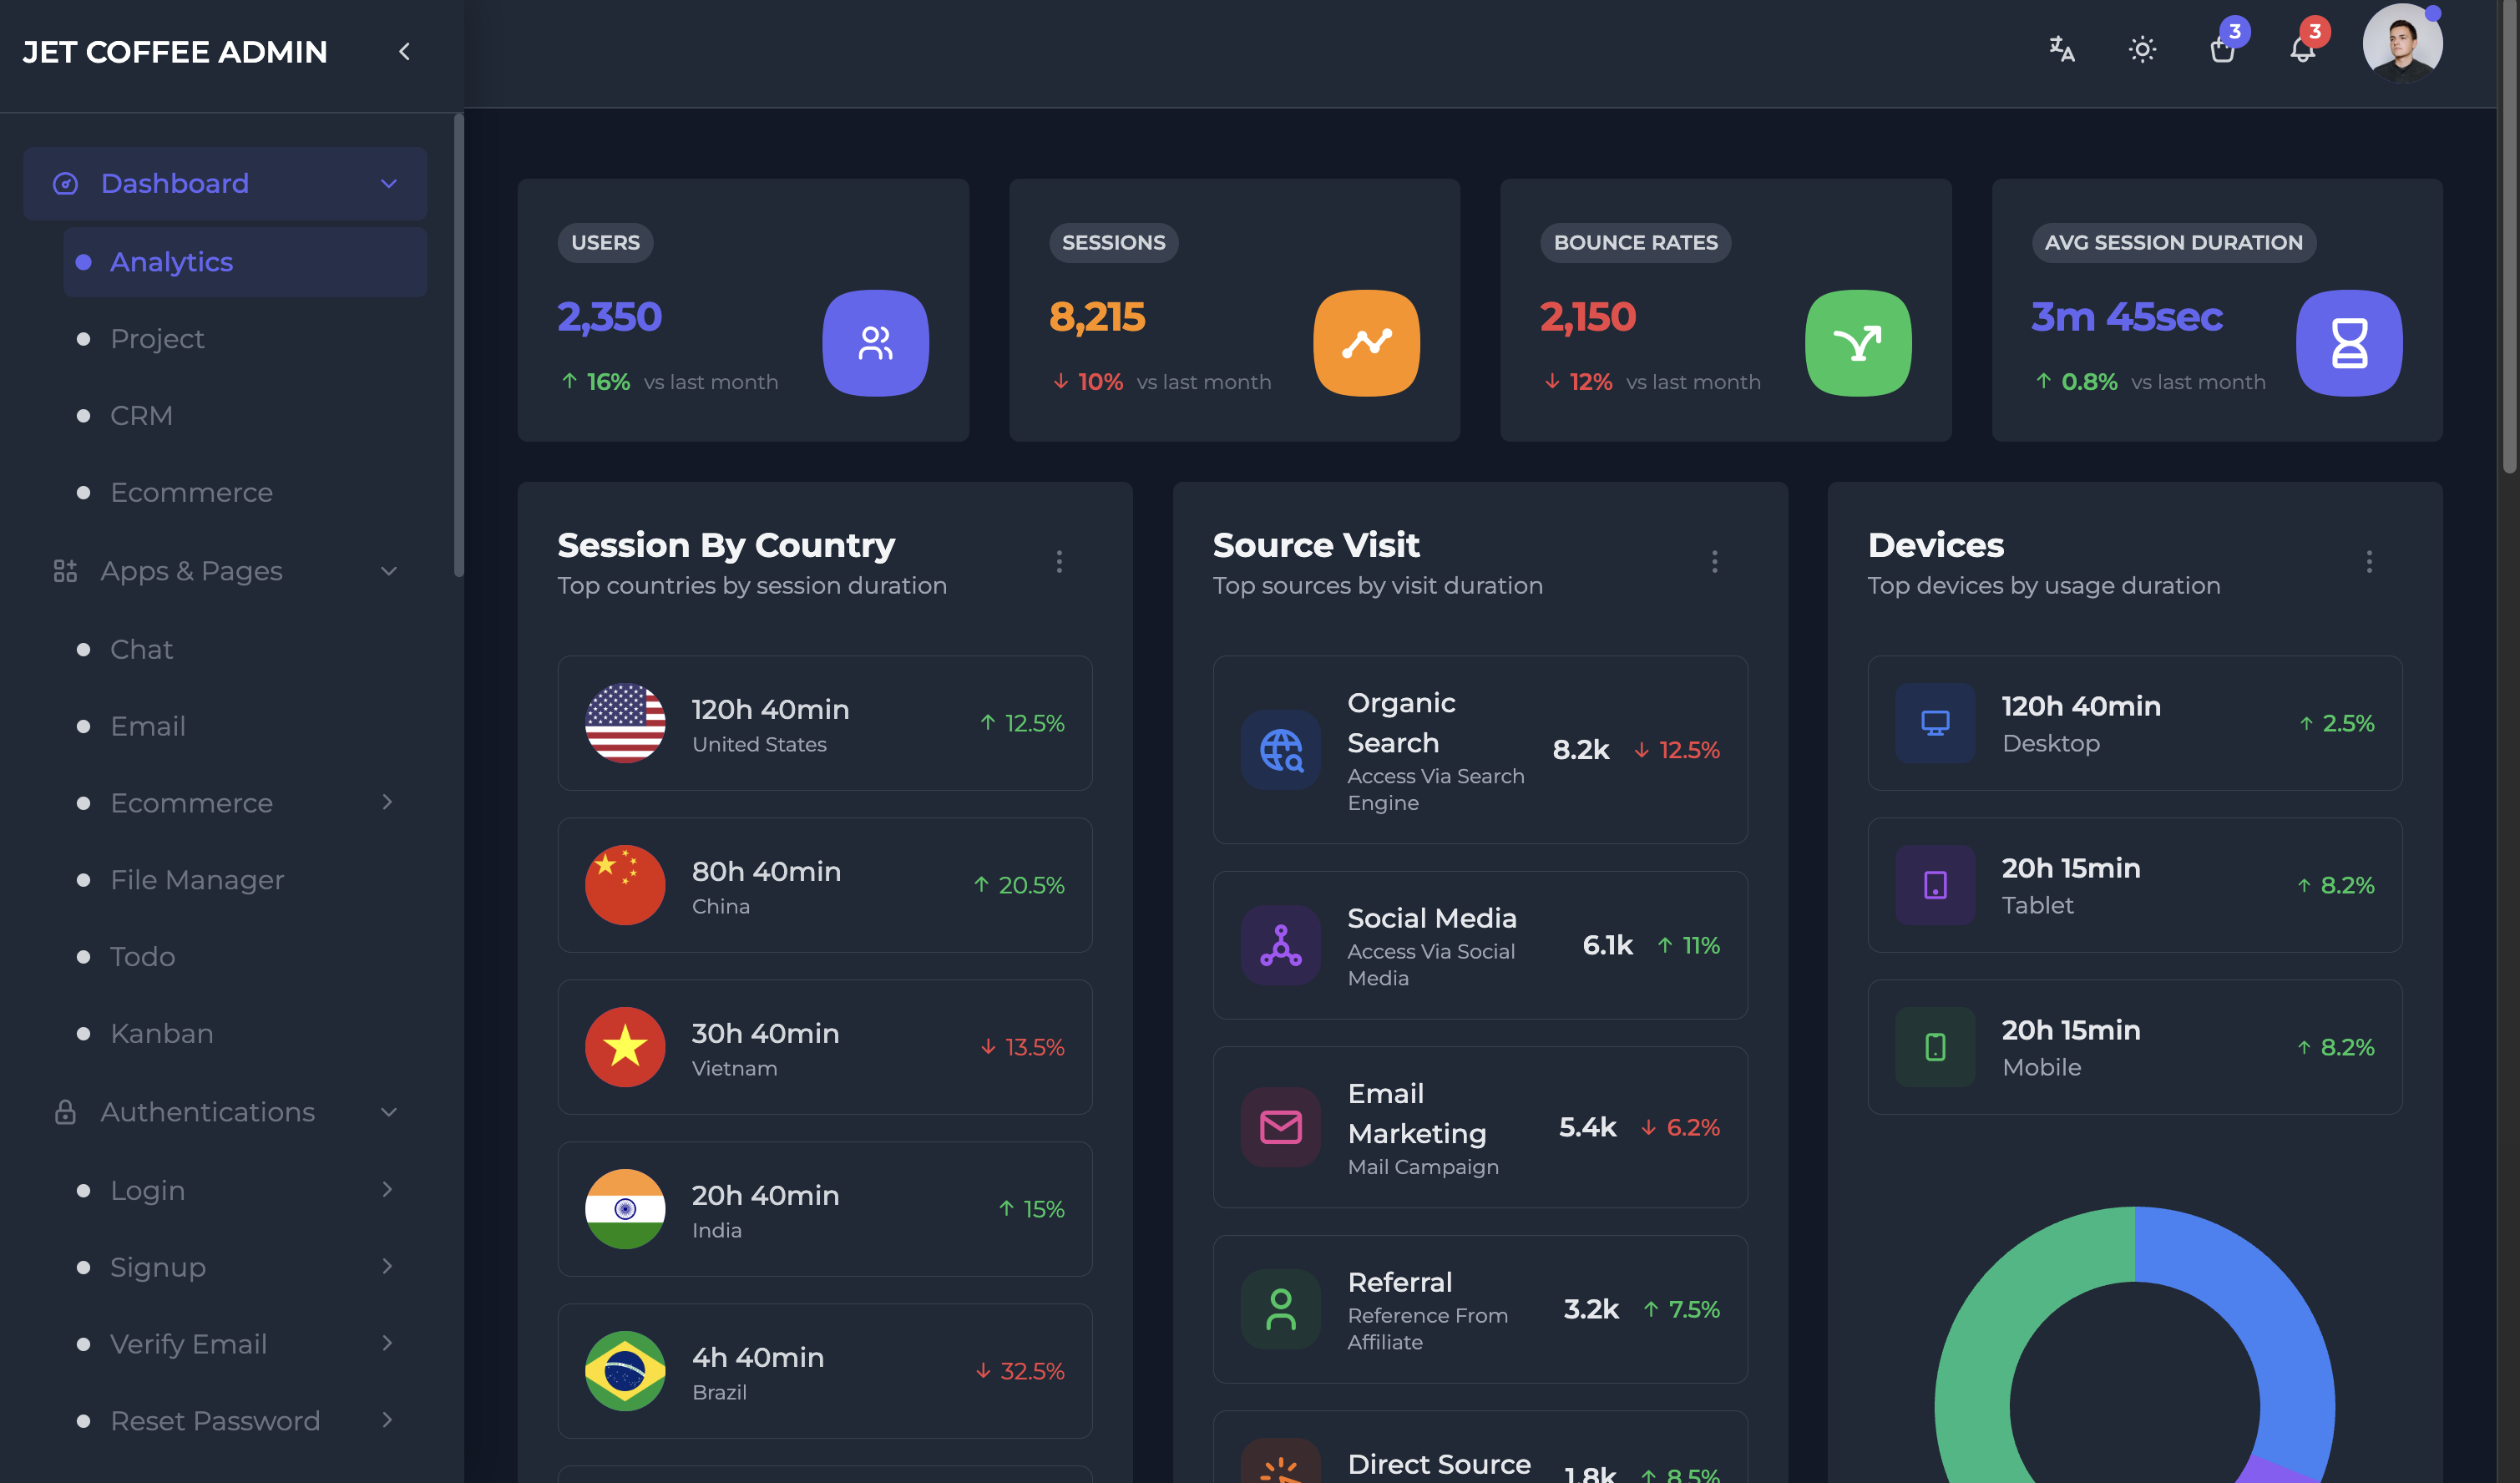 JET COFFEE ADMIN
3
3
Dashboard
Analytics
Project
CRM
Ecommerce
Apps & Pages
Chat
Email
Ecommerce
File Manager
Todo
Kanban
Authentications
Login
Signup
Verify Email
Reset Password
USERS
2,350
16% vs last month
SESSIONS
8,215
10% vs last month
BOUNCE RATES
2,150
12% vs last month
AVG SESSION DURATION
3m 45sec
0.8% vs last month
Session By Country
Top countries by session duration
120h 40min
United States
12.5%
80h 40min
China
20.5%
30h 40min
Vietnam
13.5%
20h 40min
India
15%
4h 40min
Brazil
32.5%
Source Visit
Top sources by visit duration
Organic
Search
Access Via Search
Engine
8.2k 12.5%
Social Media
Access Via Social
Media
6.1k 11%
Email
Marketing
Mail Campaign
5.4k 6.2%
Referral
Reference From
Affiliate
3.2k 7.5%
Direct Source
1.8k 8.5%
Devices
Top devices by usage duration
120h 40min
Desktop
2.5%
20h 15min
Tablet
8.2%
20h 15min
Mobile
8.2%